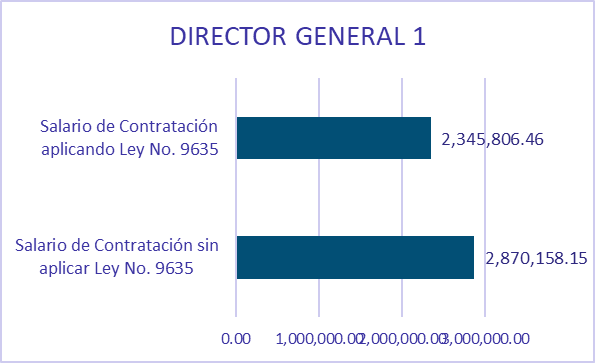 DIRECTOR GENERAL 1
Salario de Contratación
aplicando Ley No. 9635
2,345,806.46
Salario de Contratación sin
aplicar Ley No. 9635
2,870,158.15
0.00 1,000,000.00 2,000,000.00 3,000,000.00